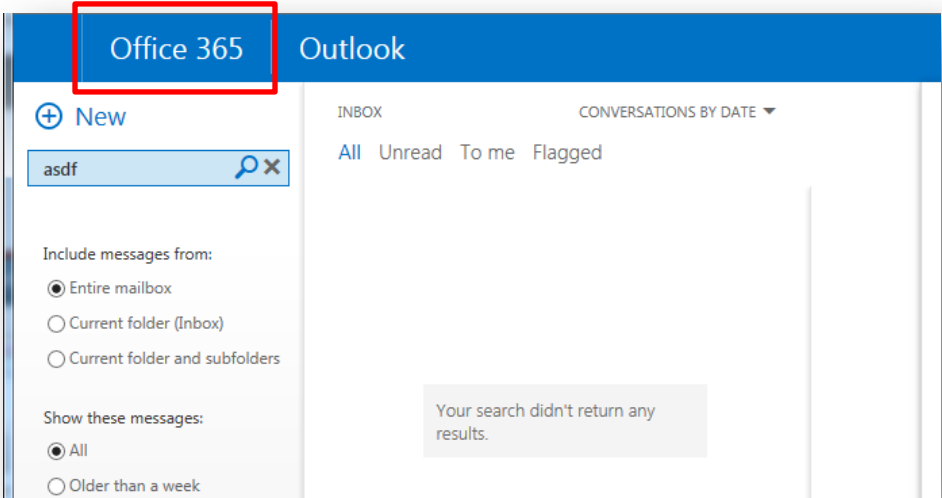 Office 365
Outlook
New
asdf
Include messages from:
Entire mailbox
Current folder (Inbox)
Current folder and subfolders
Show these messages:
All
Older than a week
INBOX
CONVERSATIONS BY DATE
All Unread To me Flagged
Your search didn't return any
results.